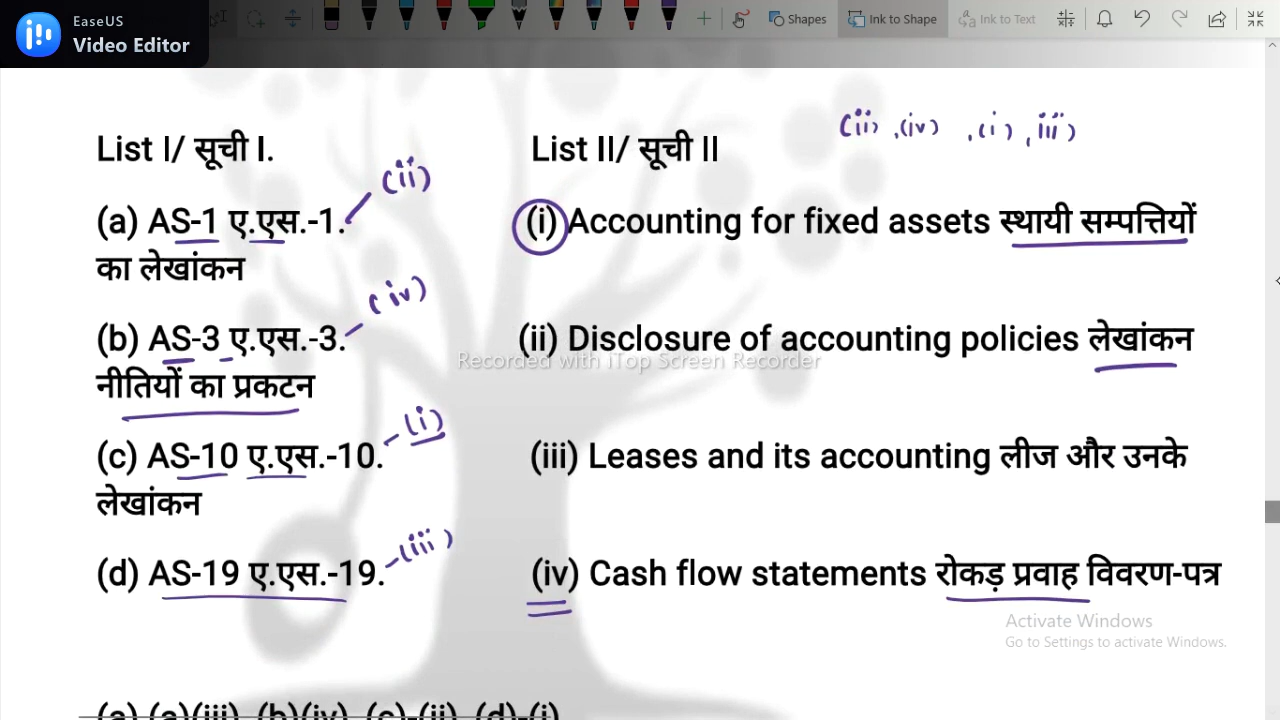 EaseUS
Video Editor
Shapes
Ink to Shape
Ink to Text
(ii) , (iv) , (i) , iii)
List I/ सूची I.
List II/ सूची II
(ii)
(a) AS-1 ए.एस.-1.
(i) Accounting for fixed assets स्थायी सम्पत्तियों
का लेखांकन
(iv)
(b) AS-3 ए.एस.-3.
(ii) Disclosure of accounting policies लेखांकन
Recorded with iTop Screen Recorder
नीतियों का प्रकटन
(i)
(c) AS-10 ए.एस.-10.
(iii) Leases and its accounting लीज और उनके
लेखांकन
(iii)
(d) AS-19 ए.एस.-19.
(iv) Cash flow statements रोकड़ प्रवाह विवरण-पत्र
Activate Windows
Go to Settings to activate Windows.
(a) (a)(iii), (b)(iv), (c)-(ii), (d)-(i)